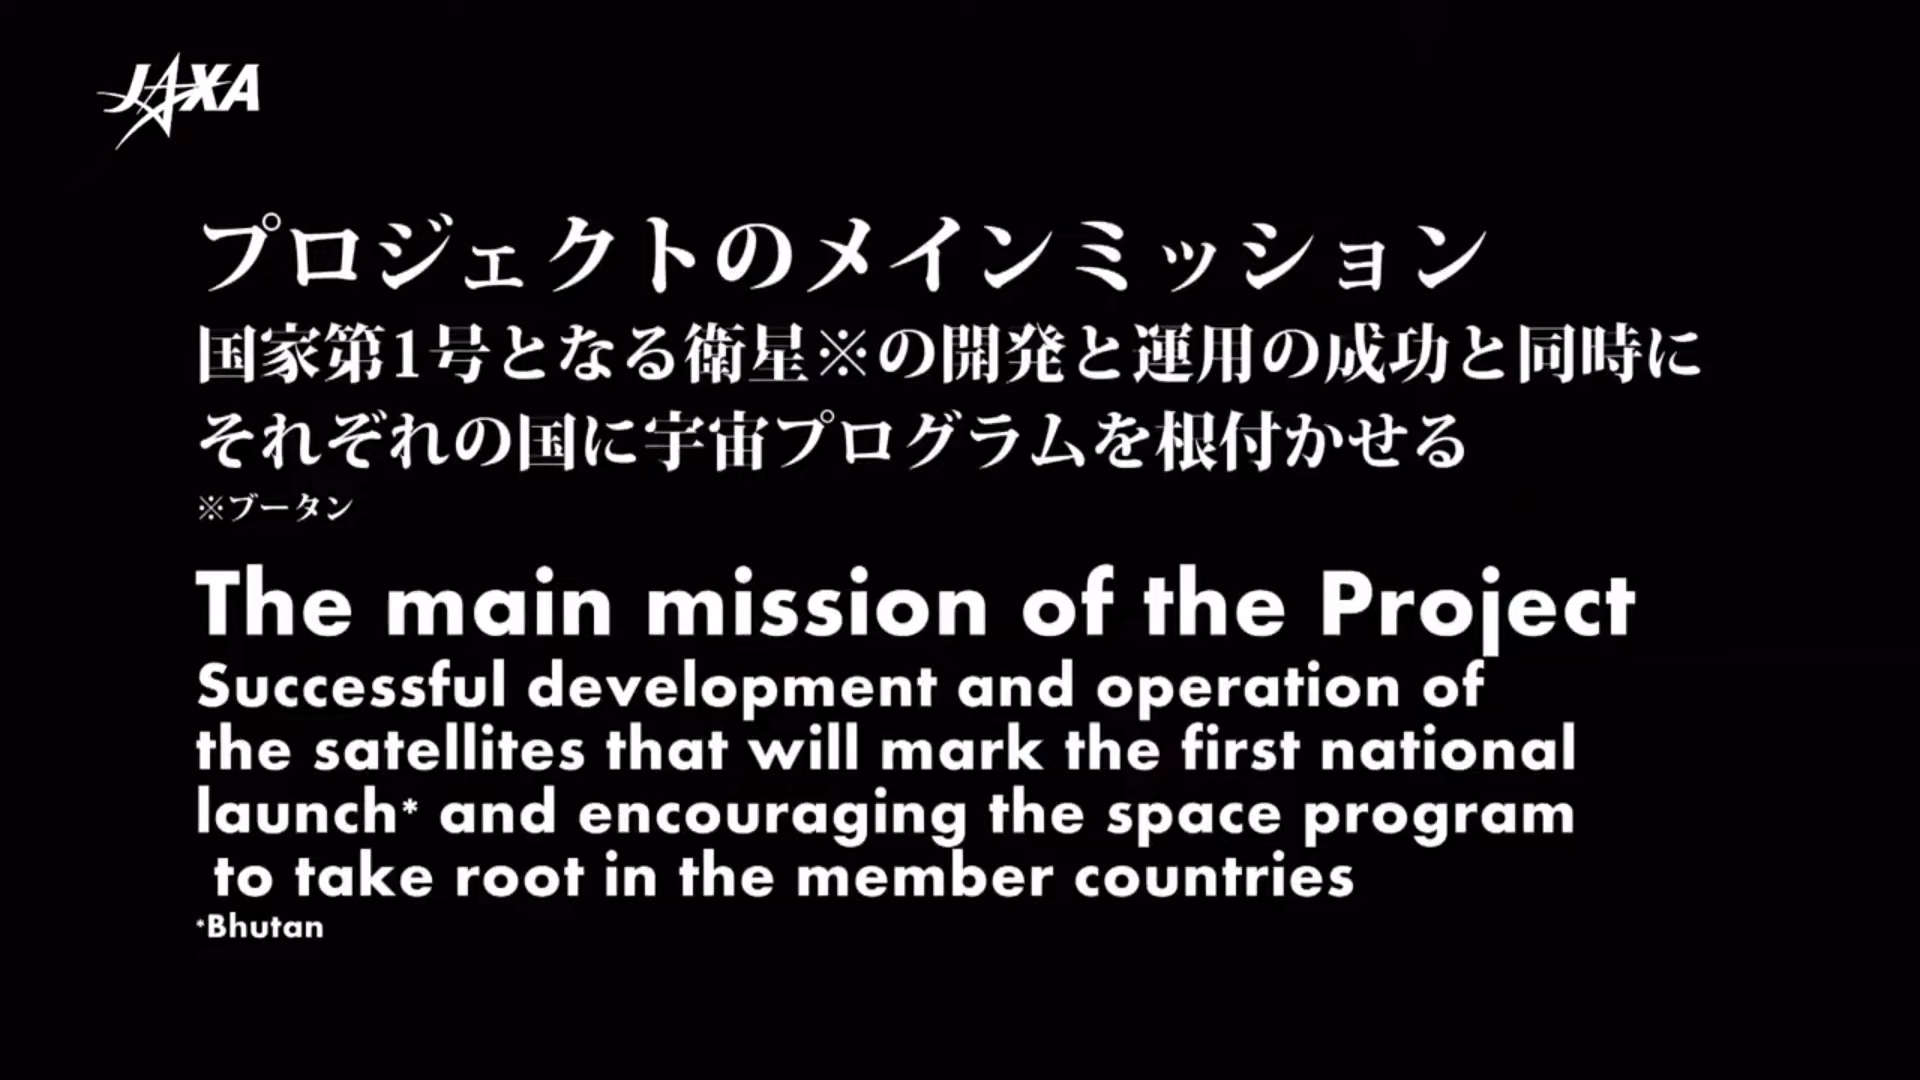 JAXA
プロジェクトのメインミッション
国家第1号となる衛星※の開発と運用の成功と同時に
それぞれの国に宇宙プログラムを根付かせる
※ブータン
The main mission of the Project
Successful development and operation of
the satellites that will mark the first national
launch* and encouraging the space program
to take root in the member countries
*Bhutan